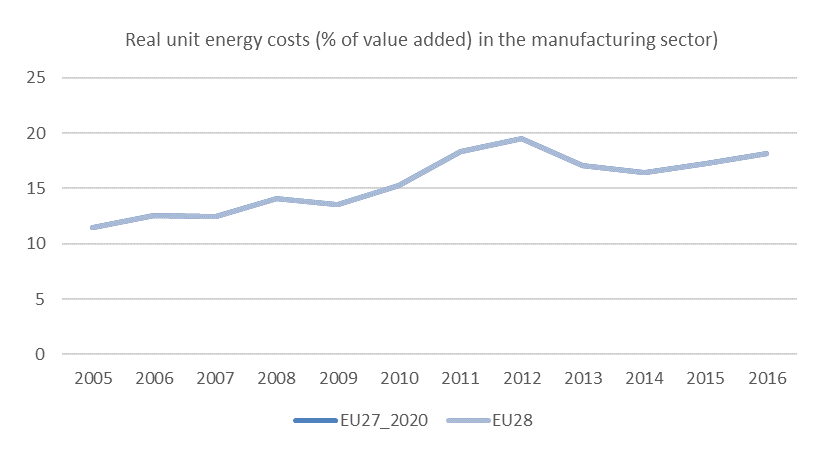 Real unit energy costs (% of value added) in the manufacturing sector)
25
20
15
10
5
0
2005 2006 2007 2008 2009 2010 2011 2012 2013 2014 2015 2016
EU27_2020 EU28